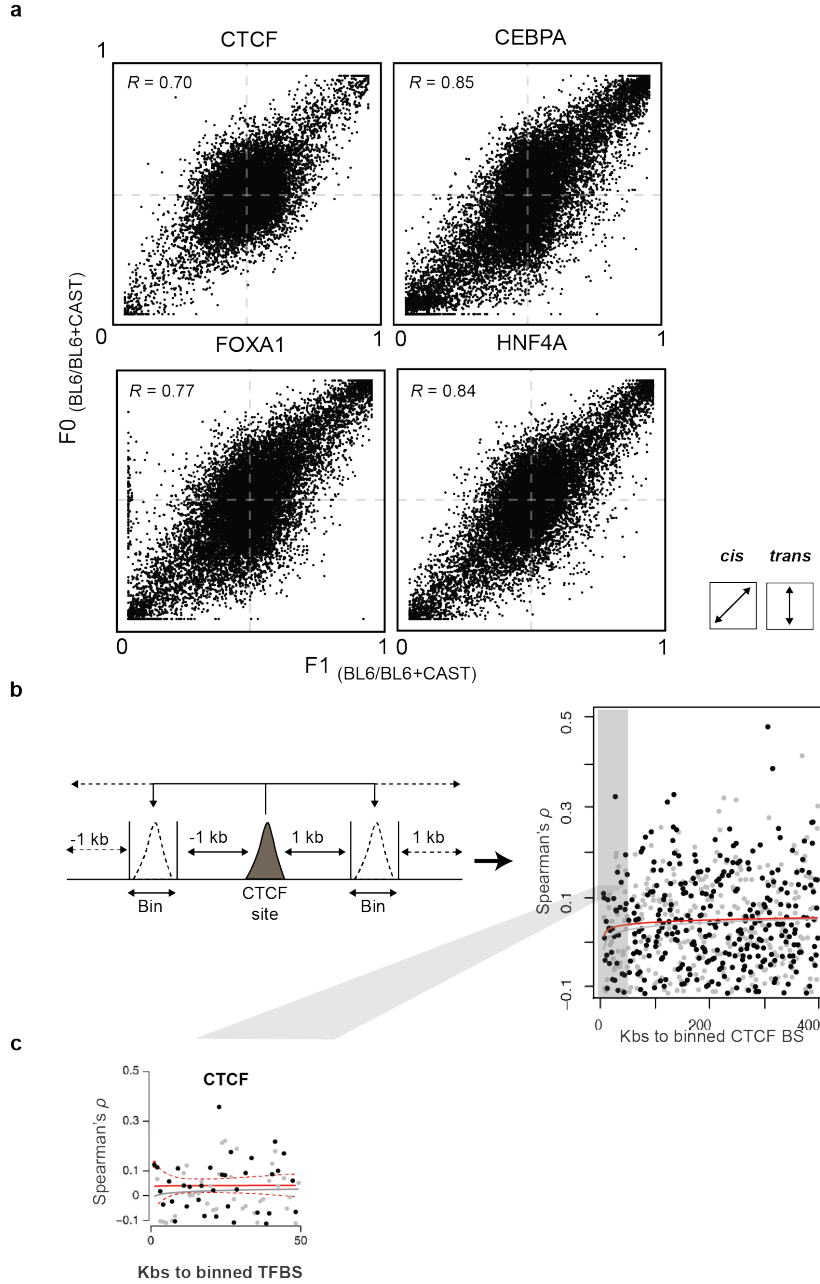 a
CTCF
CEBPA
1
R = 0.70
R = 0.85
0
1
0
1
FOXA1
HNF4A
R = 0.77
R = 0.84
F0 (BL6/BL6+CAST)
cis
trans
0
1
0
1
F1 (BL6/BL6+CAST)
b
-1 kb
-1 kb
1 kb
1 kb
Bin
CTCF
site
Bin
Spearman's ρ
0.5
0.3
0.1
−0.1
0
200
400
Kbs to binned CTCF BS
c
CTCF
Spearman's ρ
0.5
0.3
0.1
0
−0.1
0
50
Kbs to binned TFBS